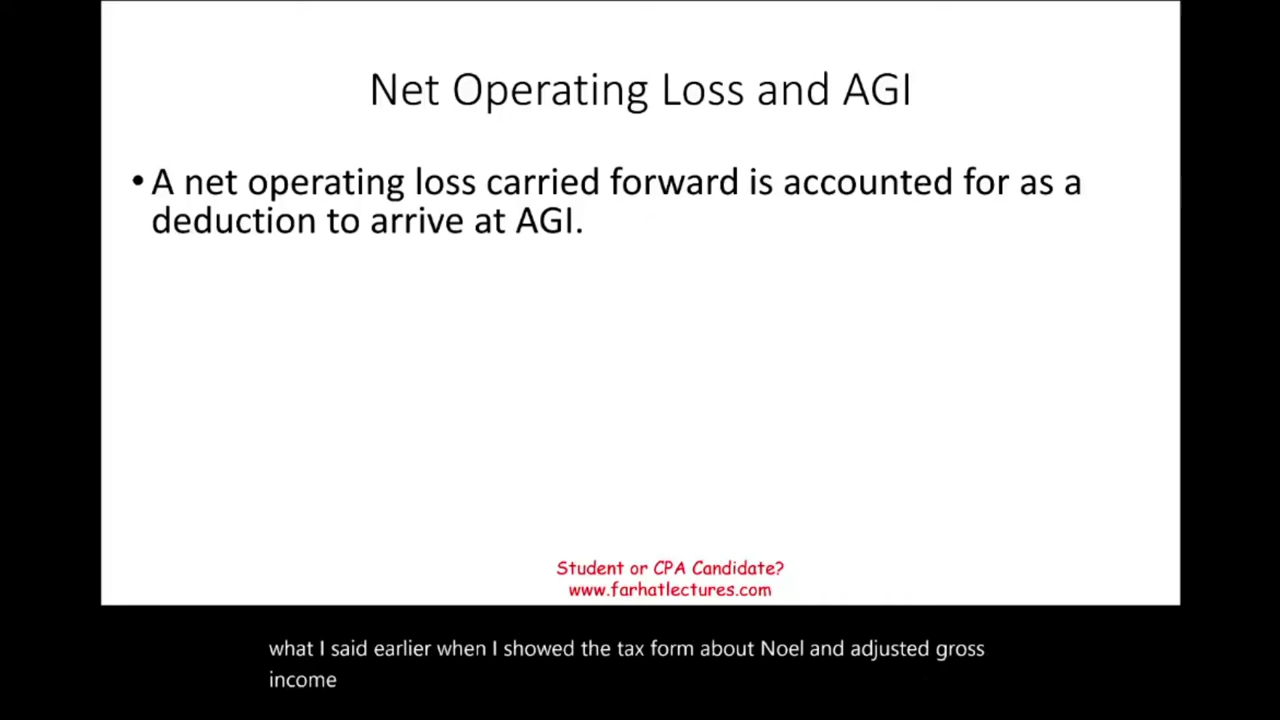 Net Operating Loss and AGI
• A net operating loss carried forward is accounted for as a
deduction to arrive at AGI.
Student or CPA Candidate?
www.farhatlectures.com
what I said earlier when I showed the tax form about Noel and adjusted gross
income